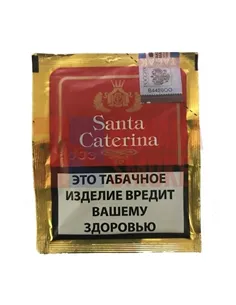 Santa
Caterina
ЭТО ТАБАЧНОЕ
ИЗДЕЛИЕ ВРЕДИТ
ВАШЕМУ
ЗДОРОВЬЮ